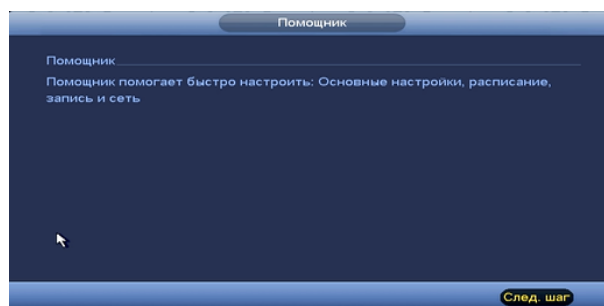 Помощник
Помощник
Помощник помогает быстро настроить: Основные настройки, расписание,
запись и сеть
След. шаг